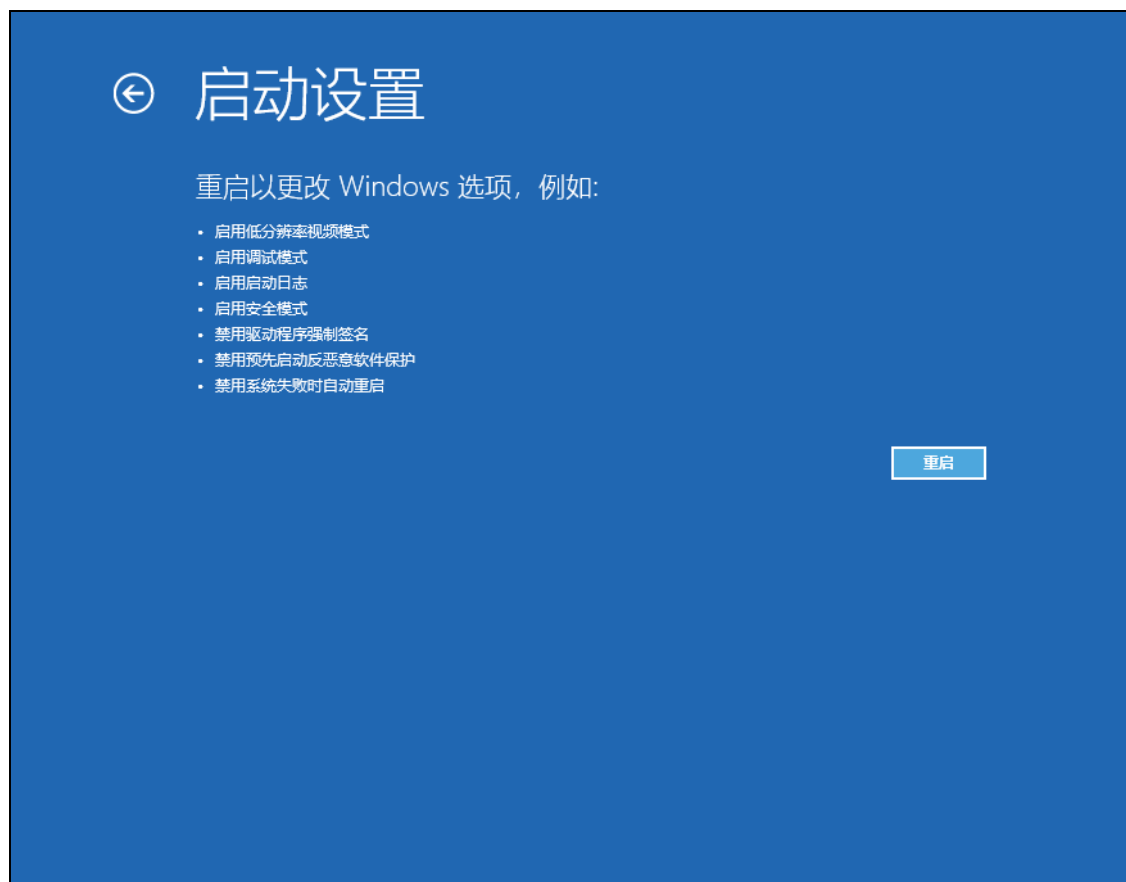 启动设置
重启以更改 Windows 选项，例如:
• 启用低分辨率视频模式
• 启用调试模式
• 启用启动日志
• 启用安全模式
• 禁用驱动程序强制签名
• 禁用预先启动反恶意软件保护
• 禁用系统失败时自动重启
重启